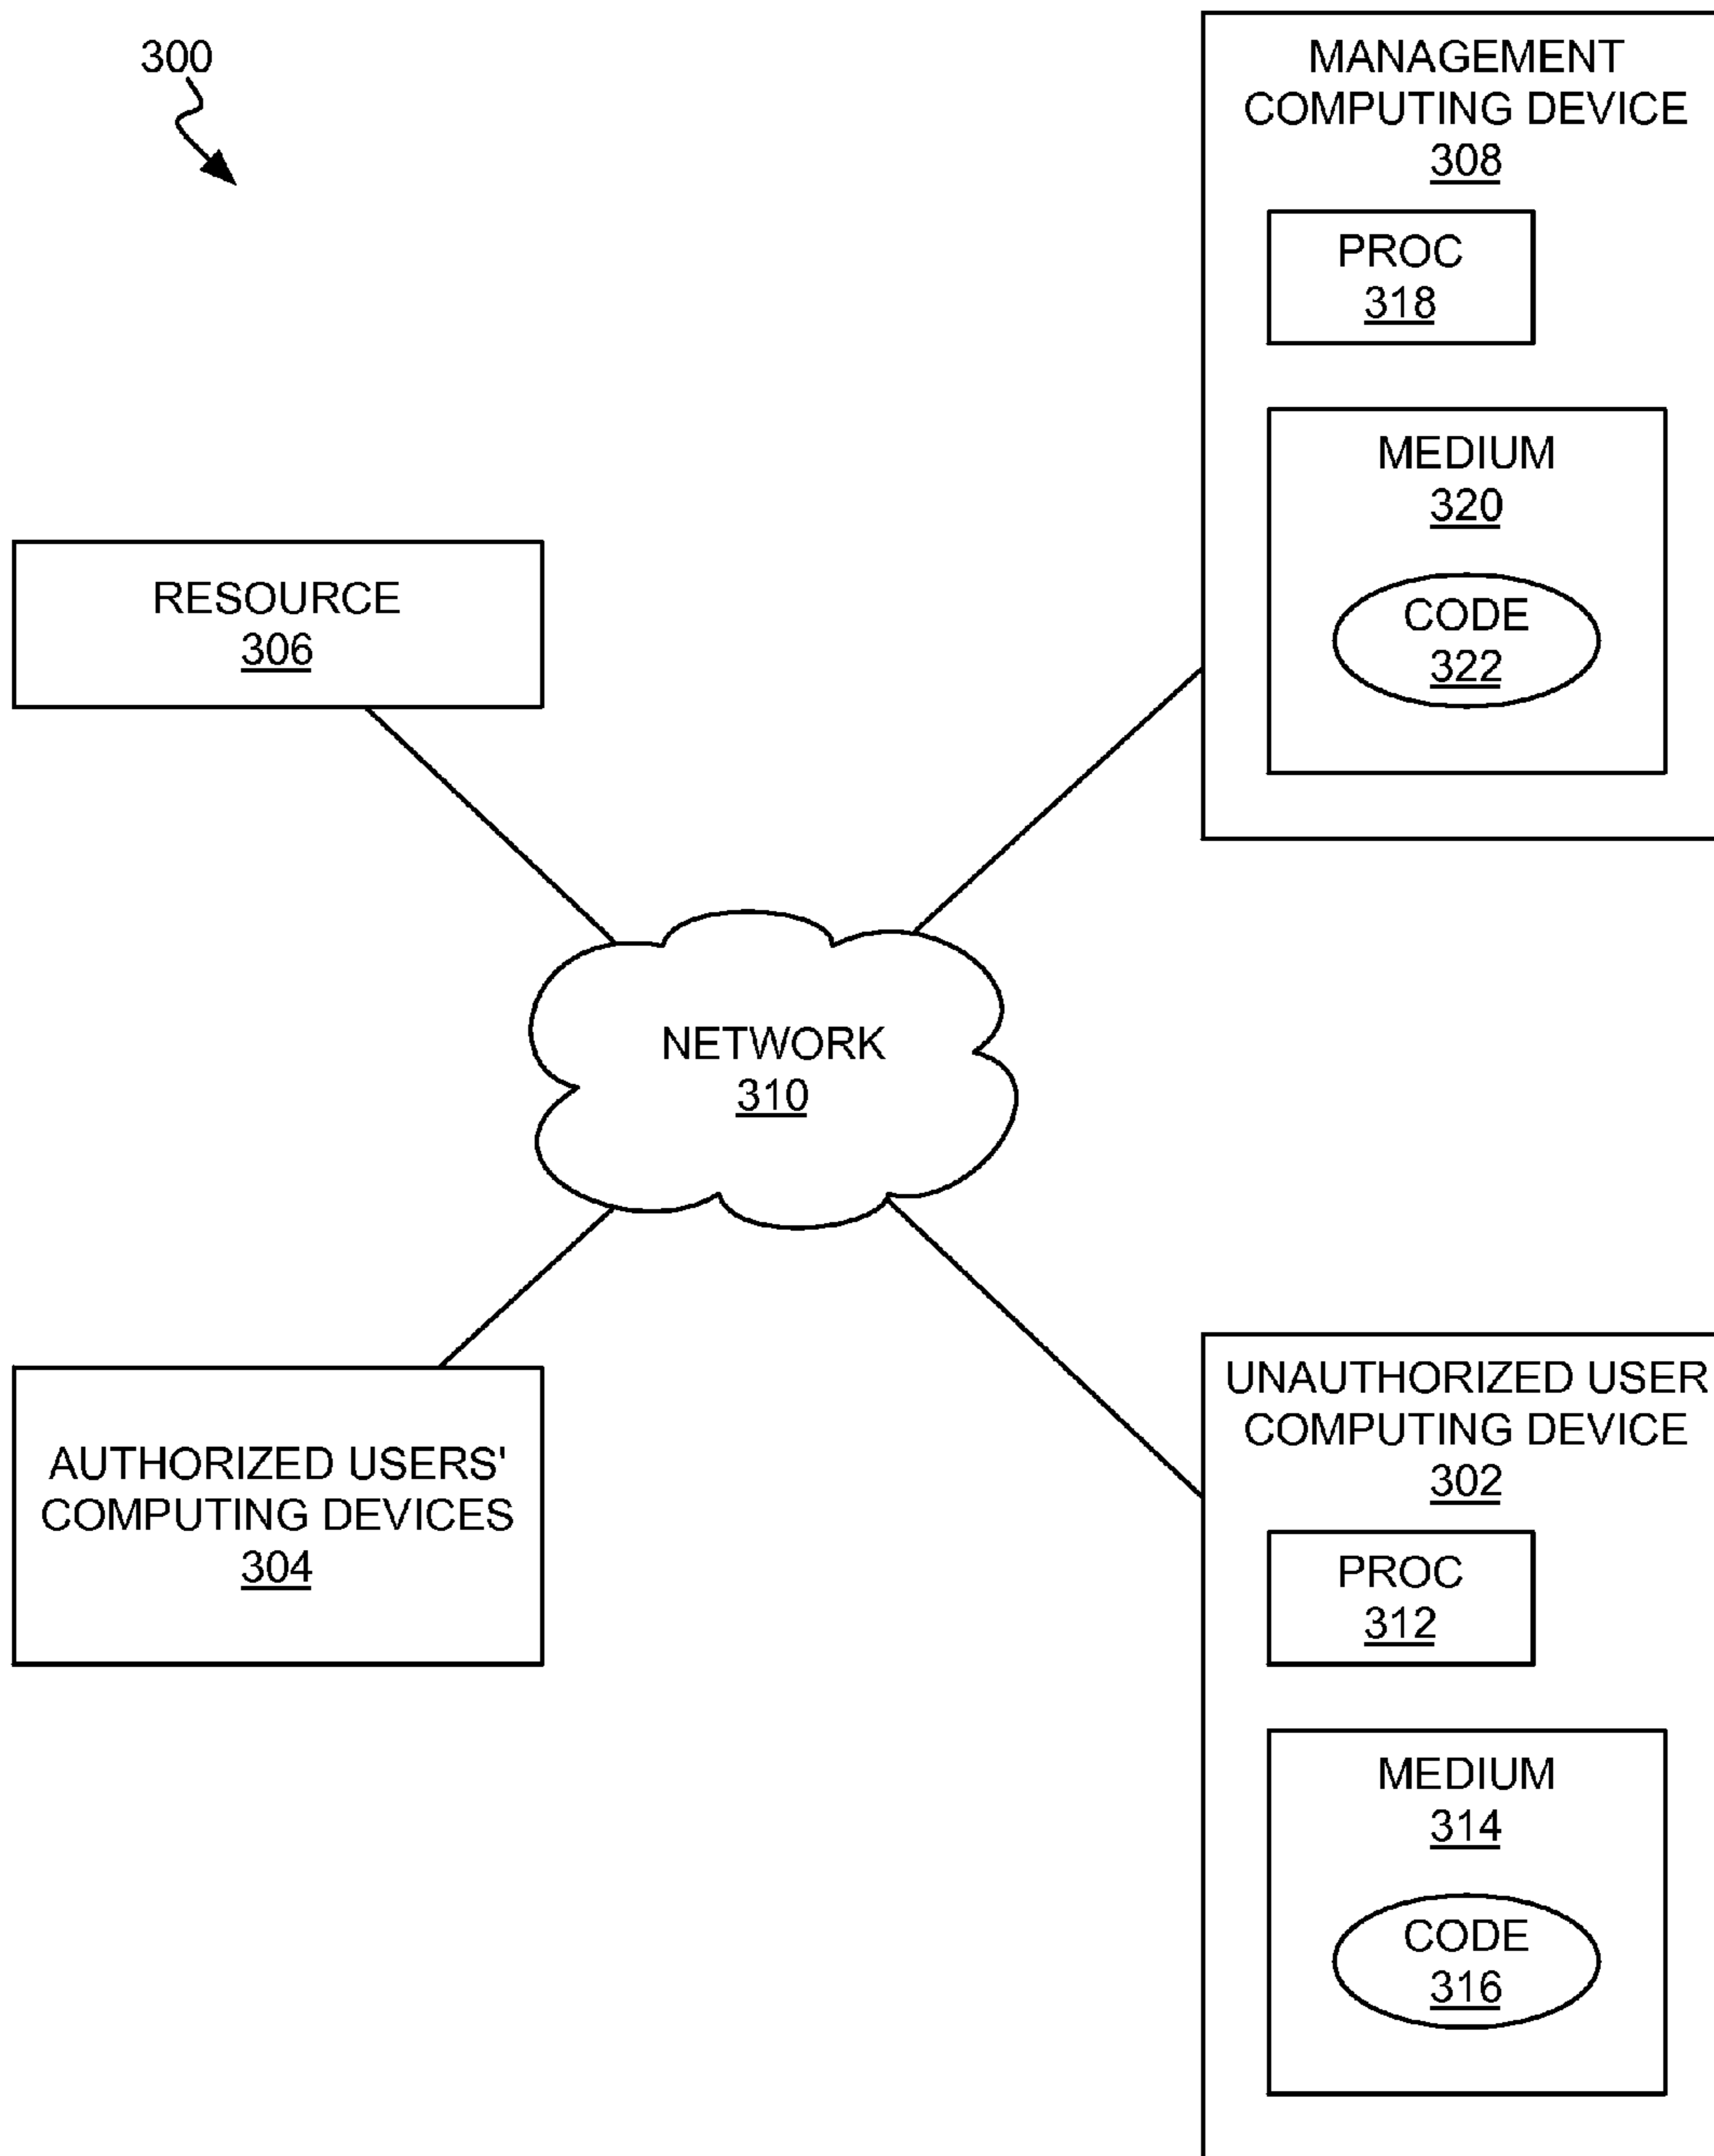 300
MANAGEMENT
COMPUTING DEVICE
308
PROC
318
MEDIUM
320
CODE
322
RESOURCE
306
NETWORK
310
AUTHORIZED USERS'
COMPUTING DEVICES
304
UNAUTHORIZED USER
COMPUTING DEVICE
302
PROC
312
MEDIUM
314
CODE
316